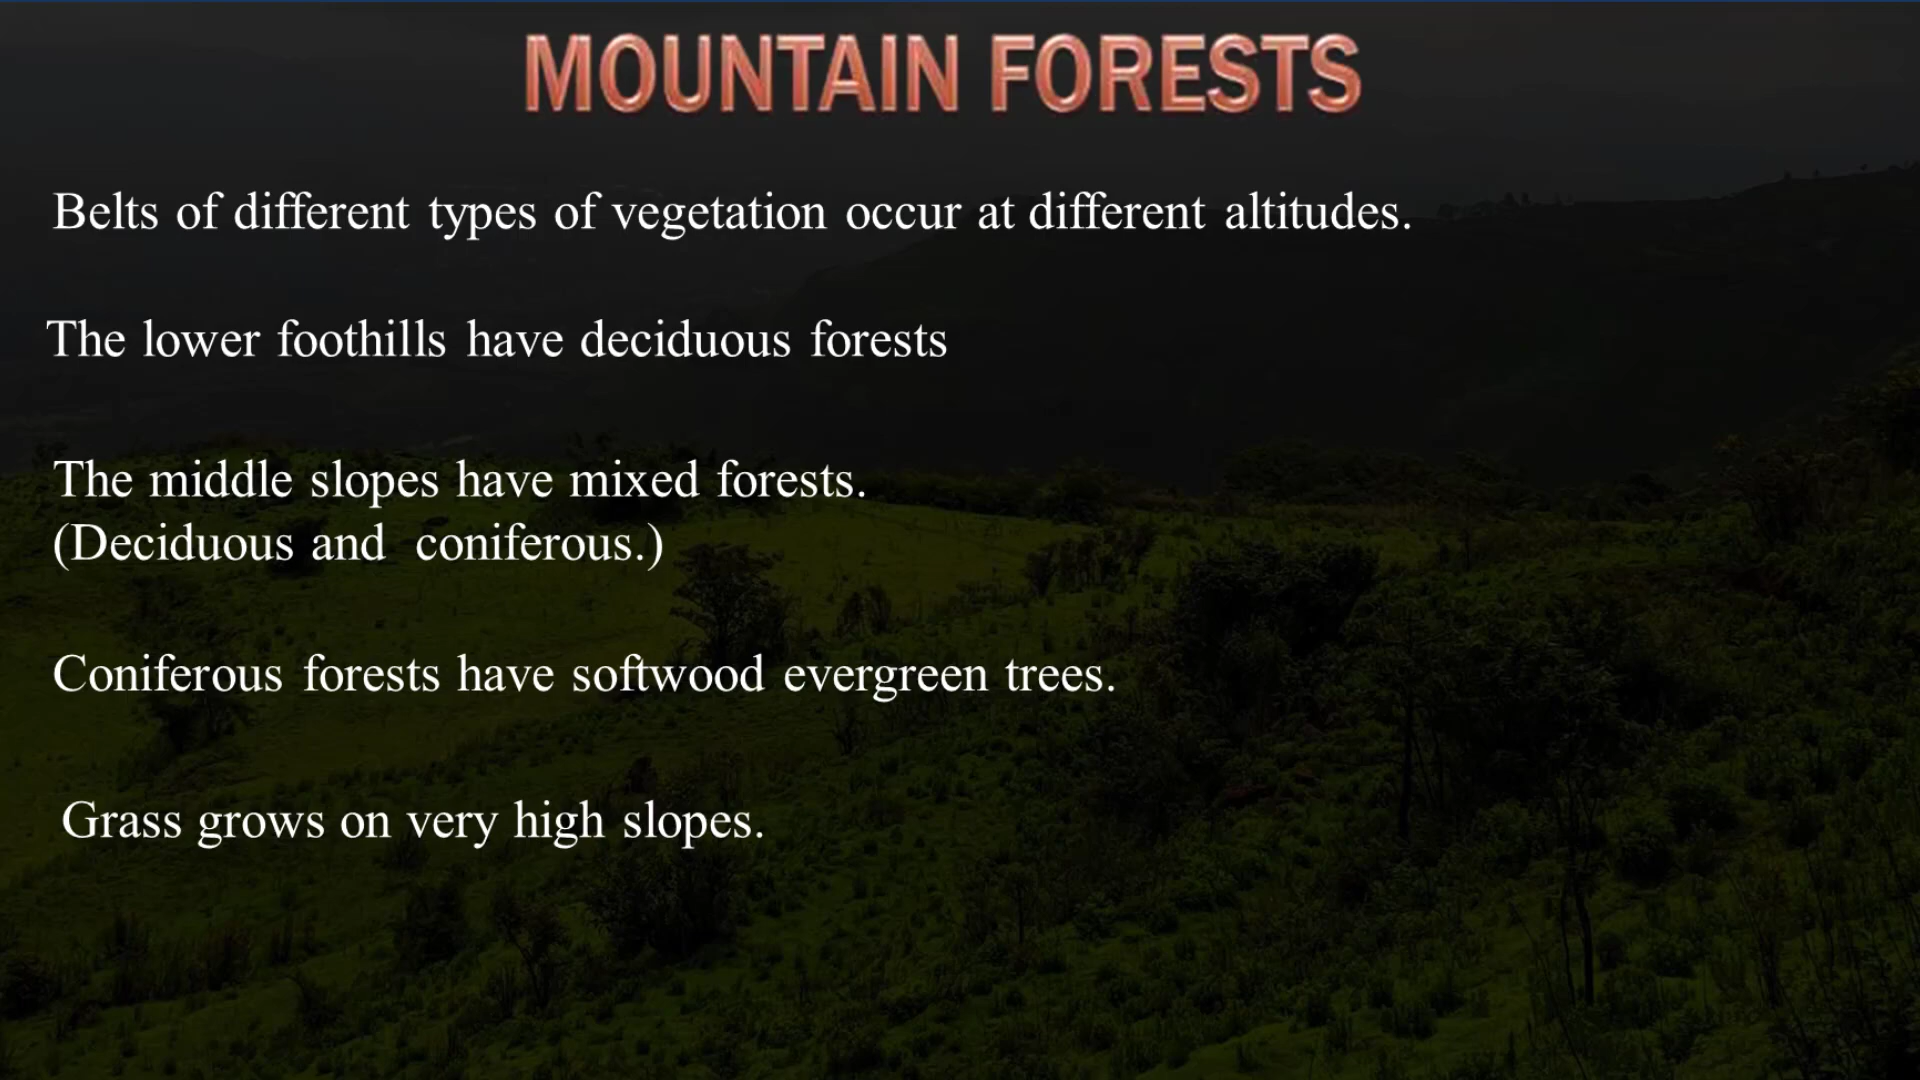 MOUNTAIN FORESTS
Belts of different types of vegetation occur at different altitudes.
The lower foothills have deciduous forests
The middle slopes have mixed forests.
(Deciduous and coniferous.)
Coniferous forests have softwood evergreen trees.
Grass grows on very high slopes.